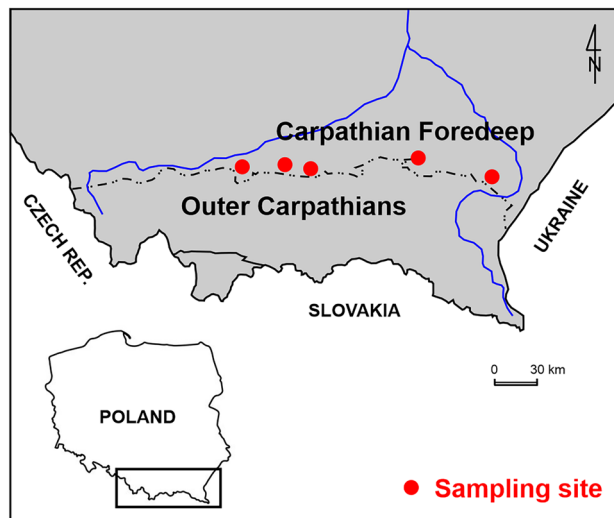 N
Carpathian Foredeep
Outer Carpathians
CZECH REP.
UKRAINE
SLOVAKIA
0 30 km
POLAND
Sampling site